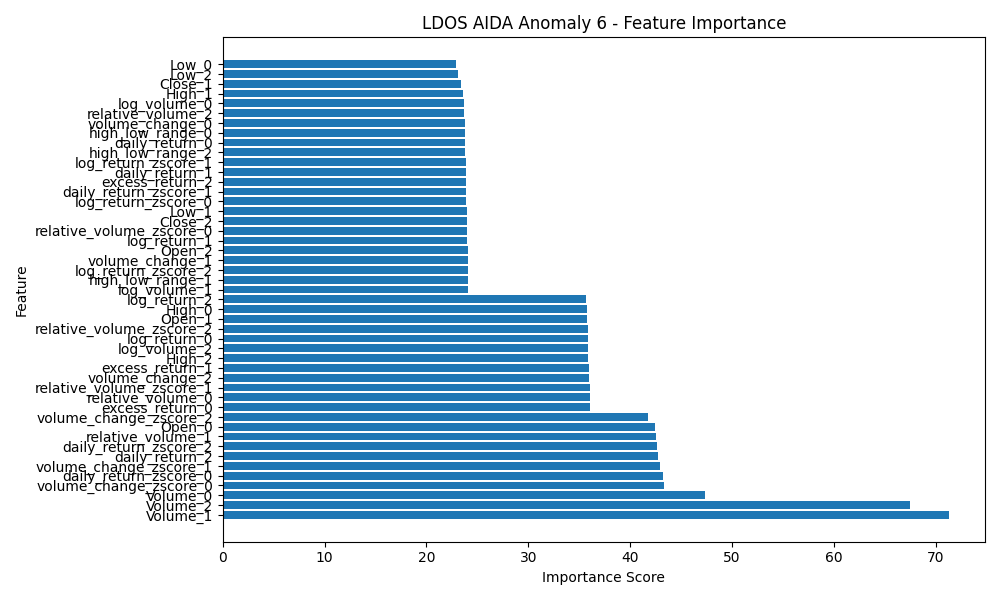 LDOS AIDA Anomaly 6 - Feature Importance
Feature
Low_0
Low_2
Close_1
High_1
log_volume_0
relative_volume_2
volume_change_0
high_low_range_0
daily_return_0
high_low_range_2
log_return_zscore_1
daily_return_1
excess_return_2
daily_return_zscore_1
log_return_zscore_0
Low_1
Close_2
relative_volume_zscore_0
log_return_1
Open_2
volume_change_1
log_return_zscore_2
high_low_range_1
log_volume_1
log_return_2
High_0
Open_1
relative_volume_zscore_2
log_return_0
log_volume_2
High_2
excess_return_1
volume_change_2
relative_volume_zscore_1
relative_volume_0
excess_return_0
volume_change_zscore_2
Open_0
relative_volume_1
daily_return_zscore_2
daily_return_2
volume_change_zscore_1
daily_return_zscore_0
volume_change_zscore_0
Volume_0
Volume_2
Volume_1
0 10 20 30 40 50 60 70
Importance Score